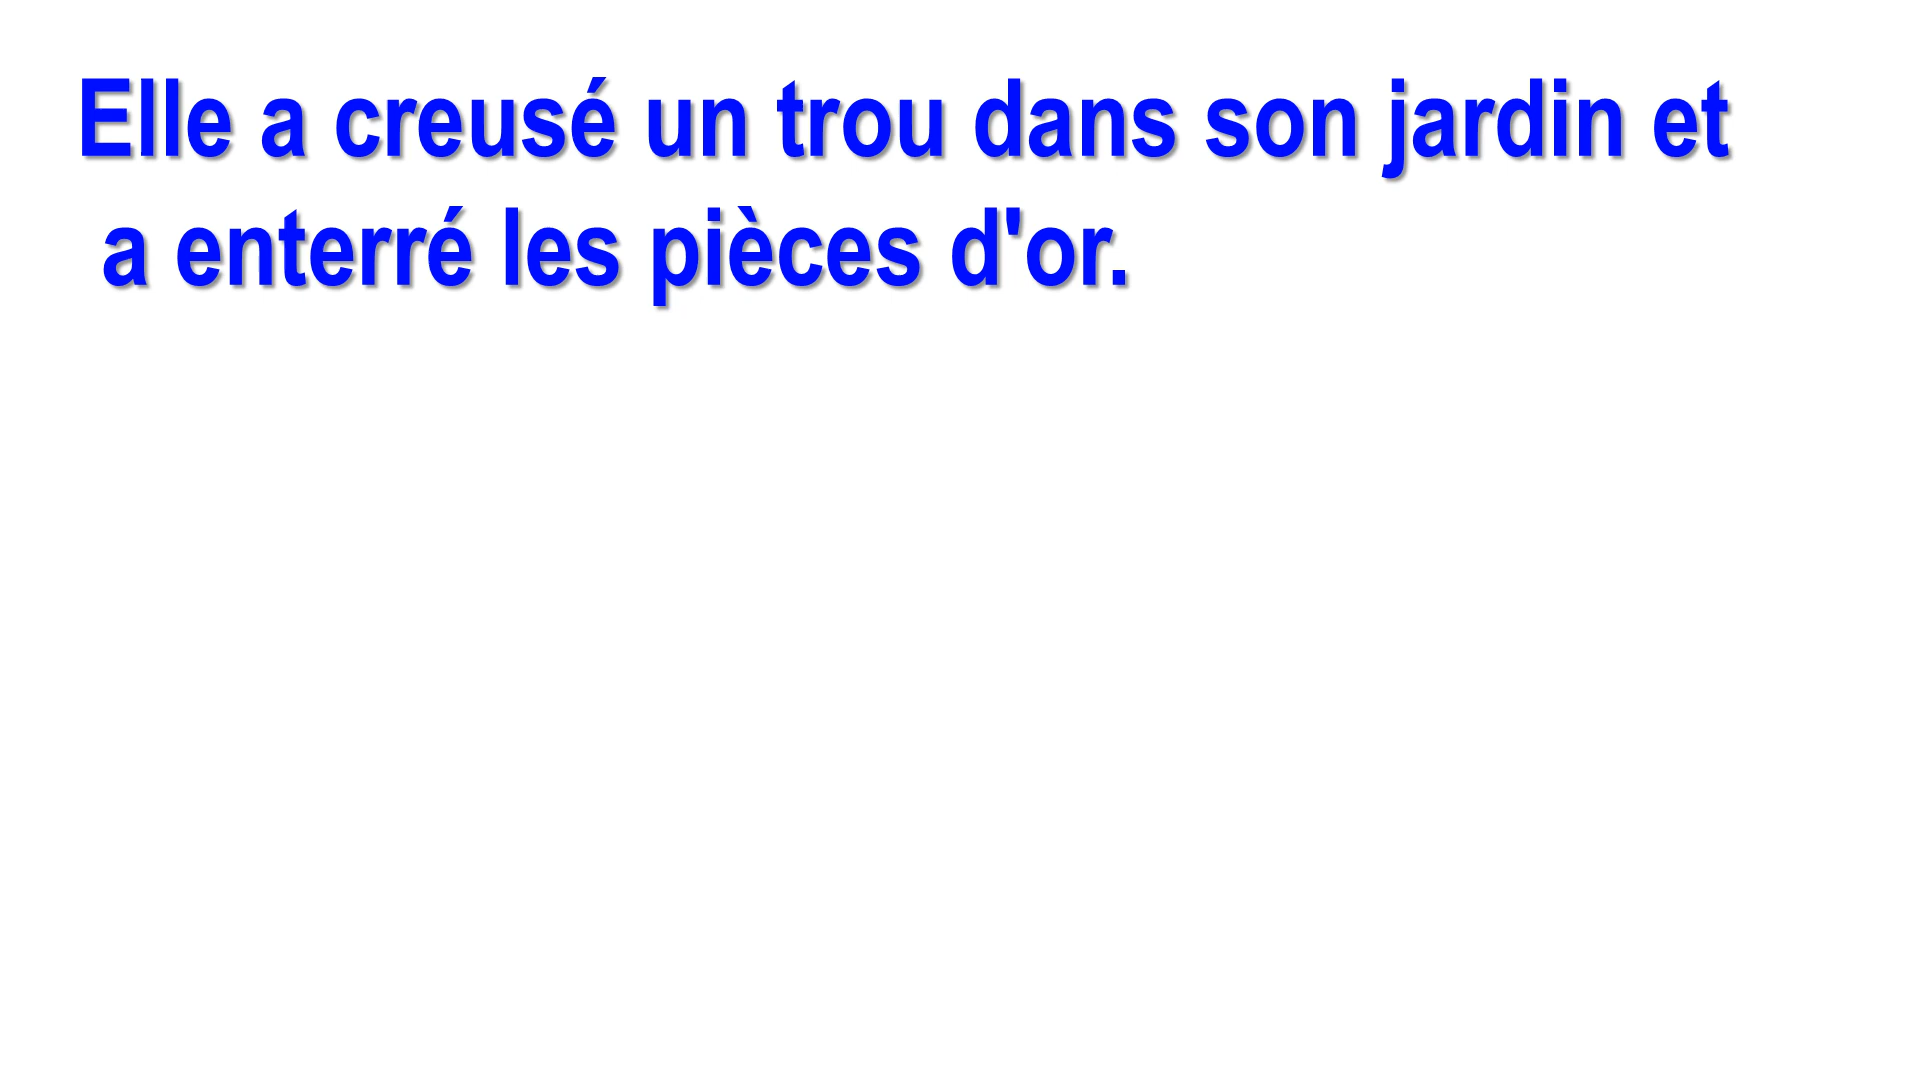 Elle a creusé un trou dans son jardin et
a enterré les pièces d'or.